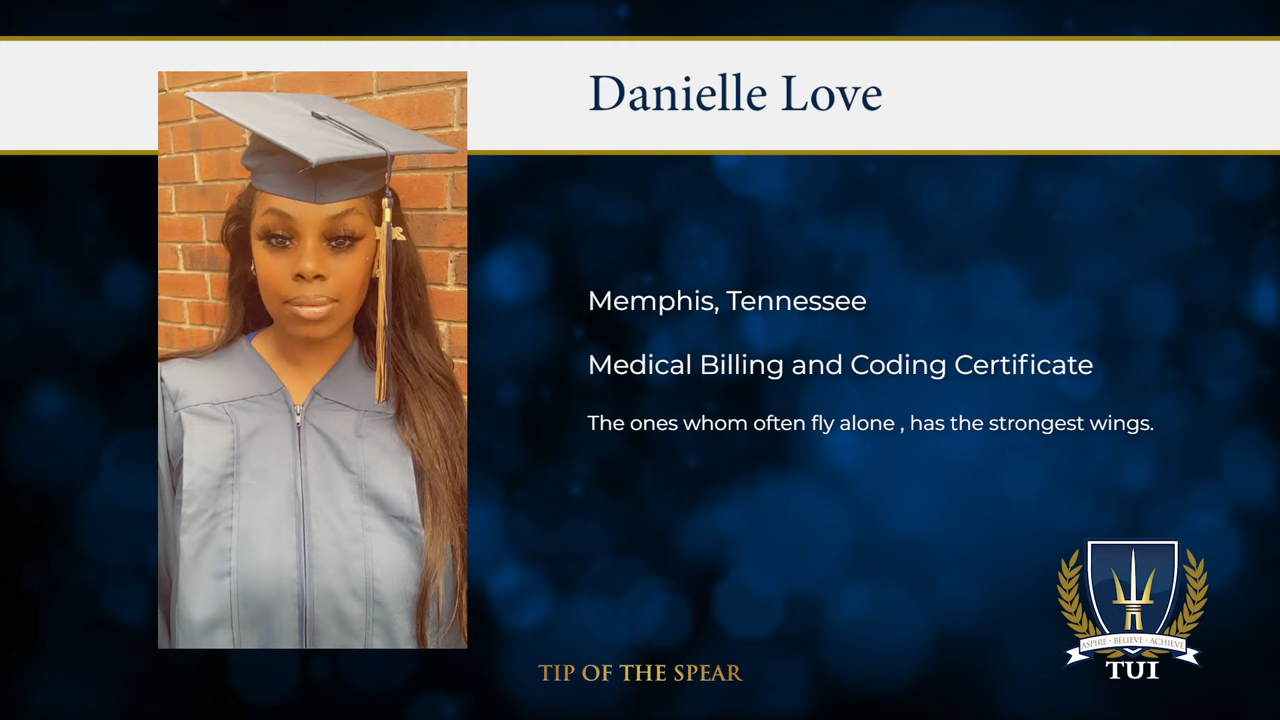 Danielle Love
Memphis, Tennessee
Medical Billing and Coding Certificate
The ones whom often fly alone , has the strongest wings.
ASPIRE · BELIEVE · ACHIEVE
TUI
TIP OF THE SPEAR